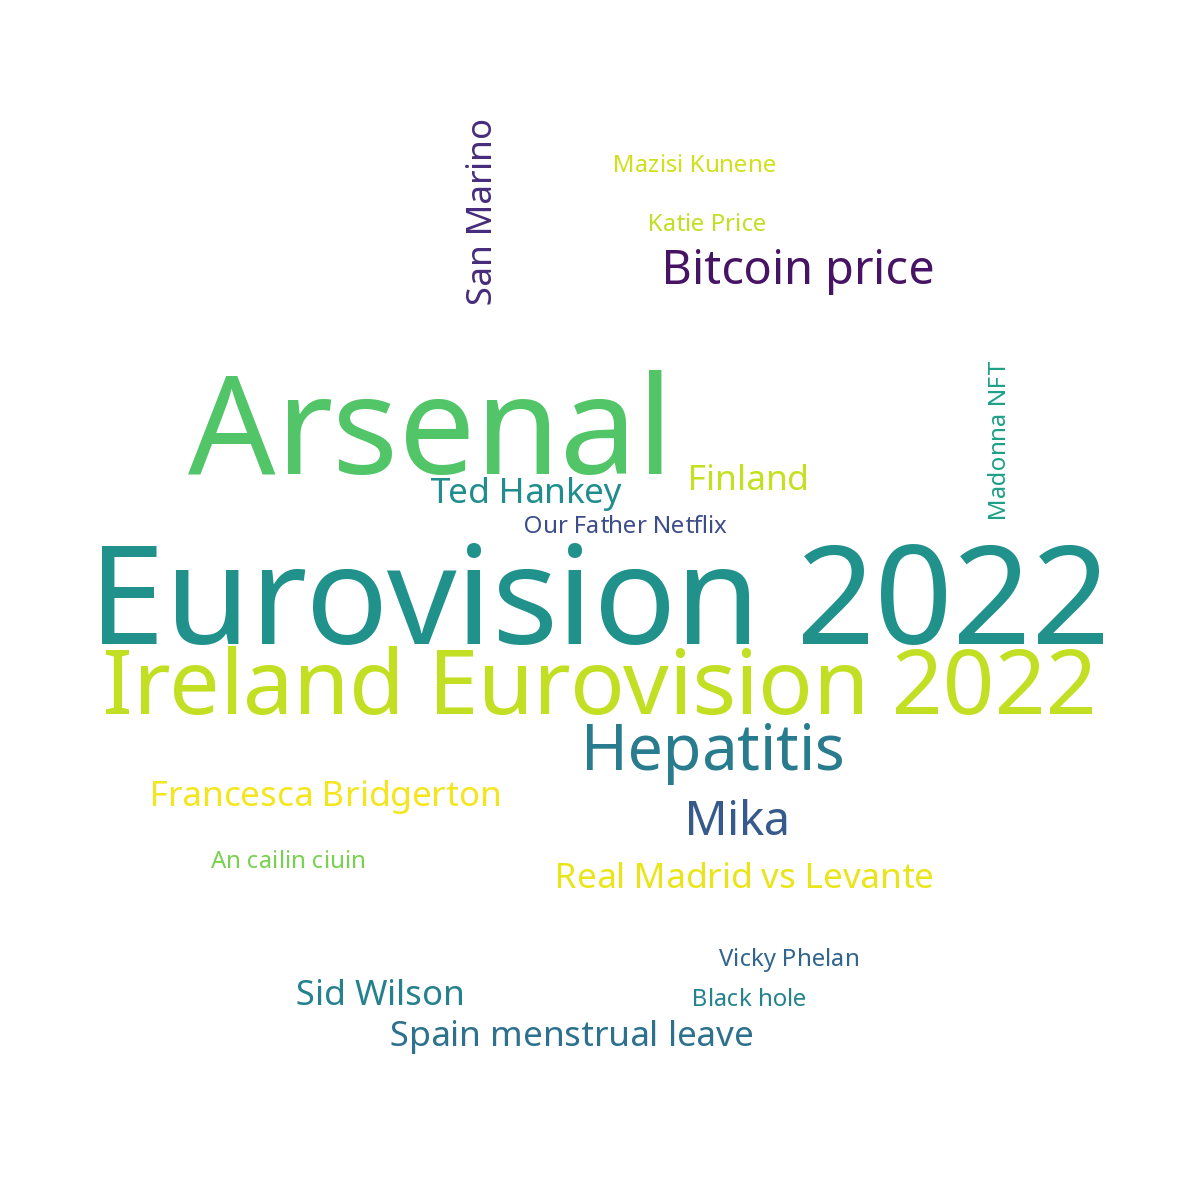 San Marino
Mazisi Kunene
Katie Price
Bitcoin price
Arsenal
Madonna NFT
Finland
Ted Hankey
Our Father Netflix
Eurovision 2022
Ireland Eurovision 2022
Hepatitis
Francesca Bridgerton
Mika
An cailin ciuin
Real Madrid vs Levante
Vicky Phelan
Sid Wilson
Black hole
Spain menstrual leave